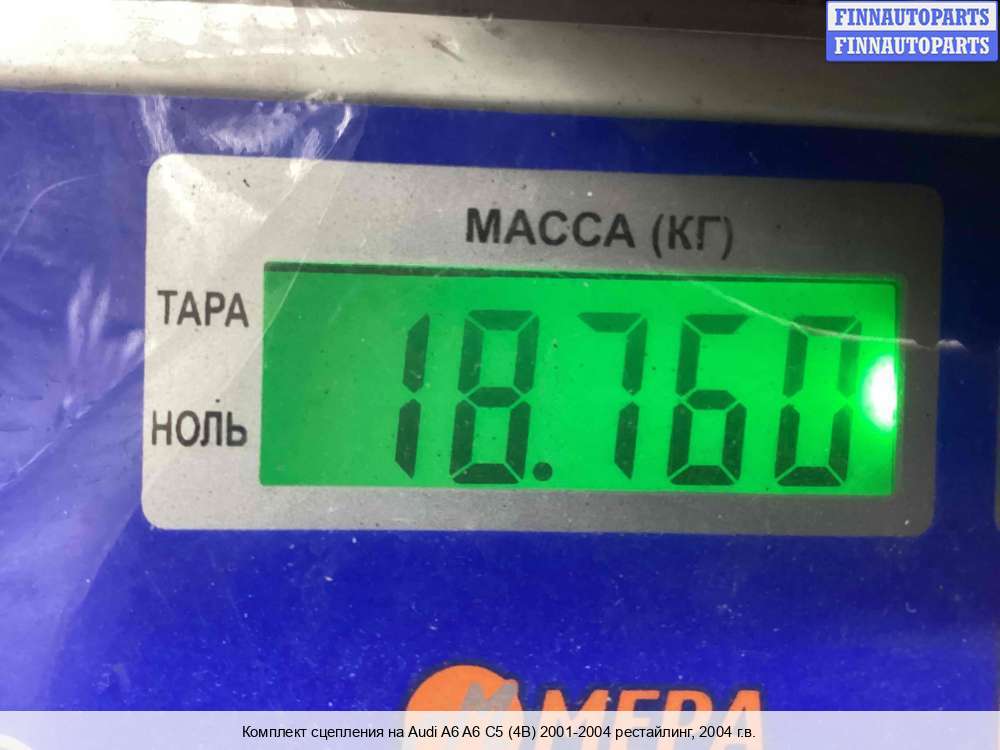 FINNAUTOPARTS
FINNAUTOPARTS
МАССА (КГ)
ТАРА
18.760
НОЛЬ
МЕРА
Комплект сцепления на Audi A6 A6 C5 (4B) 2001-2004 рестайлинг, 2004 г.в.